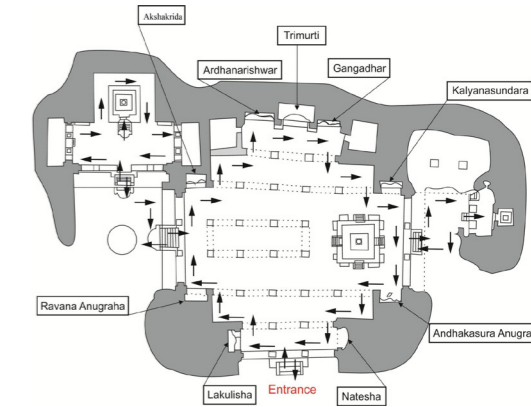 Akshakrida
Trimurti
Ardhanarishwar
Gangadhar
Kalyanasundara
Ravana Anugraha
Andhakasura Anugra
Lakulisha
Entrance
Natesha